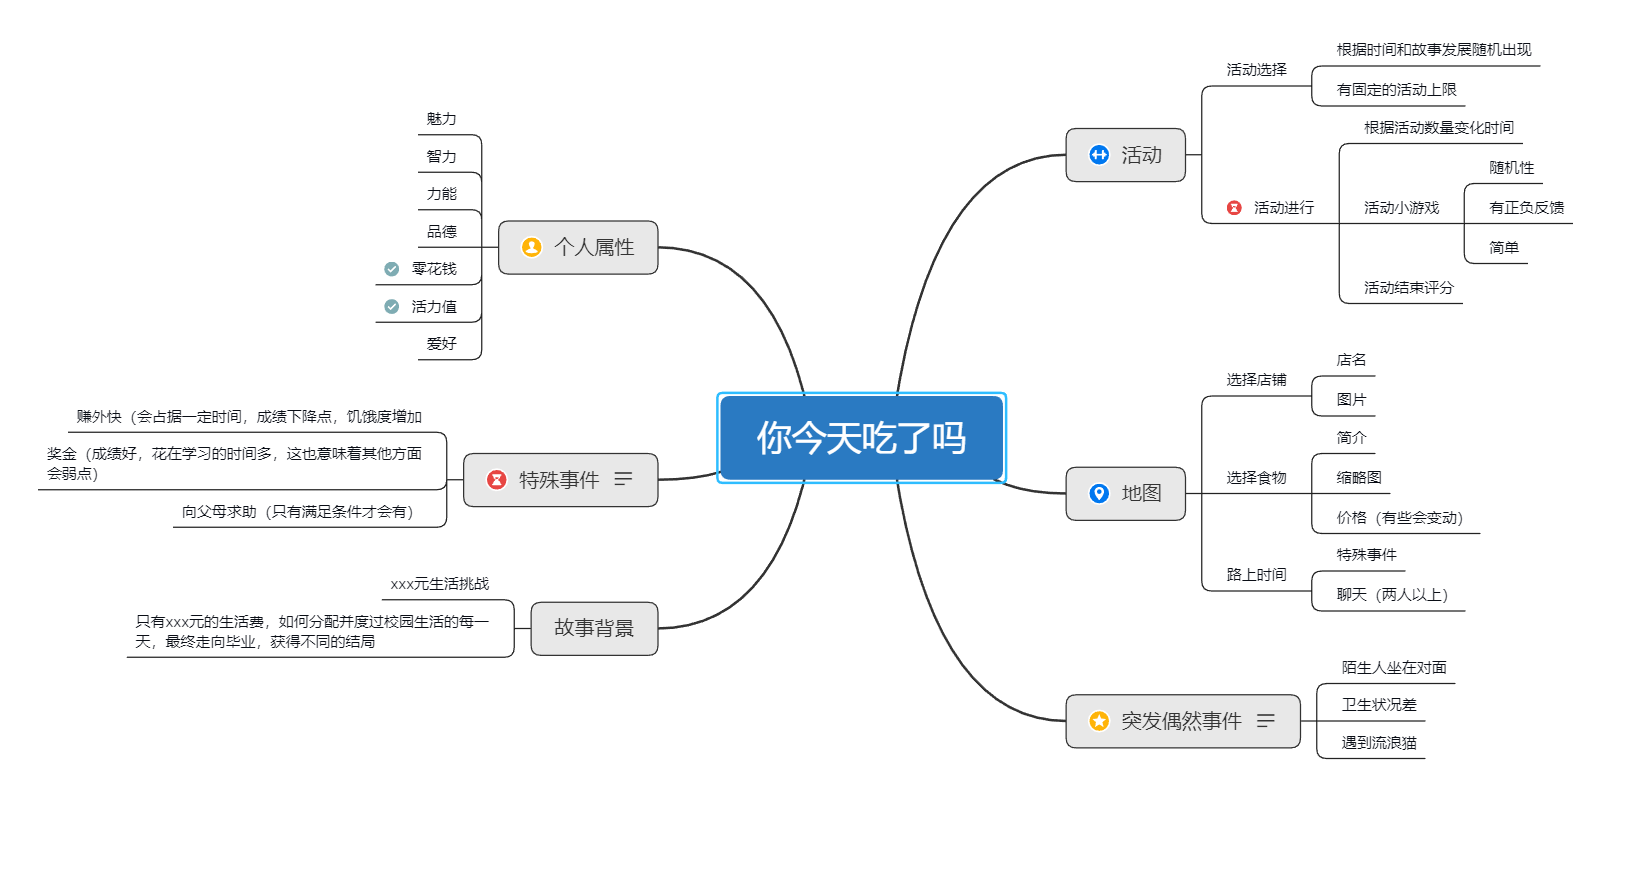 你今天吃了吗
活动
活动选择
根据时间和故事发展随机出现
有固定的活动上限
活动进行
根据活动数量变化时间
活动小游戏
随机性
有正负反馈
简单
活动结束评分
地图
选择店铺
店名
图片
选择食物
简介
缩略图
价格（有些会变动）
路上时间
特殊事件
聊天（两人以上）
突发偶然事件
陌生人坐在对面
卫生状况差
遇到流浪猫
个人属性
魅力
智力
力能
品德
零花钱
活力值
爱好
特殊事件
赚外快（会占据一定时间，成绩下降点，饥饿度增加
奖金（成绩好，花在学习的时间多，这也意味着其他方面
会弱点）
向父母求助（只有满足条件才会有）
故事背景
xxx元生活挑战
只有xxx元的生活费，如何分配并度过校园生活的每一
天，最终走向毕业，获得不同的结局